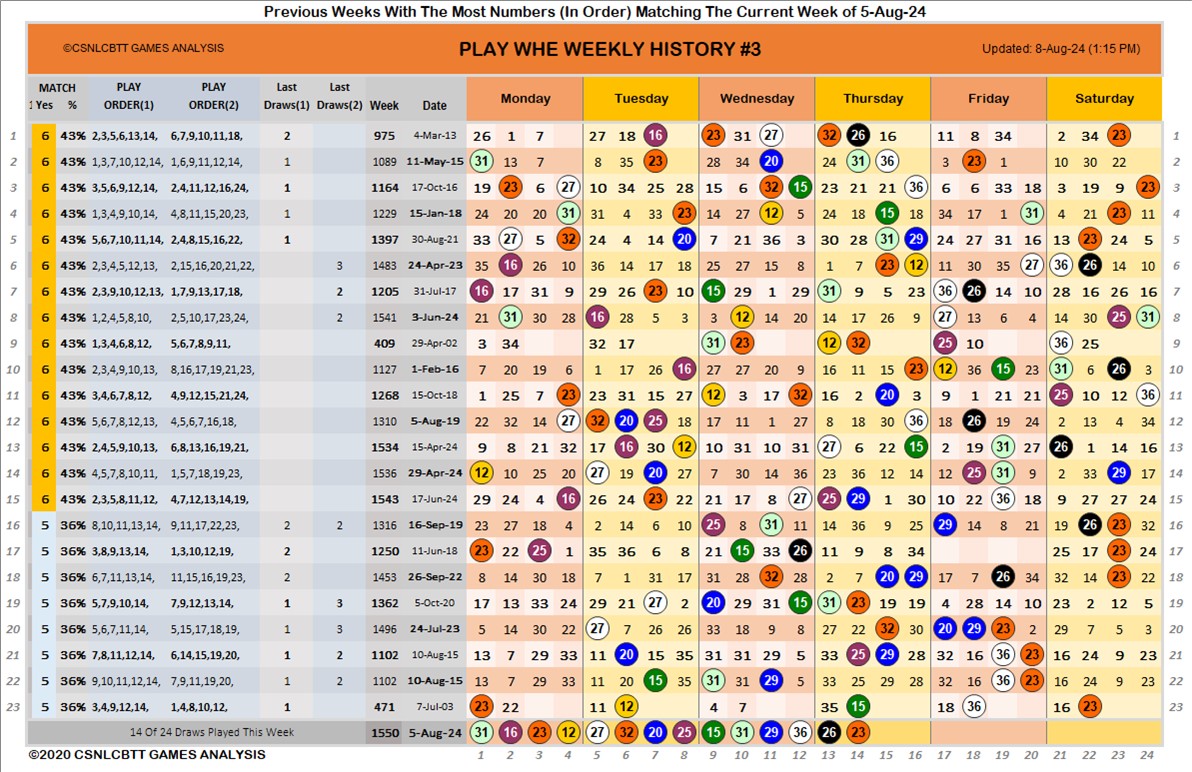 Previous Weeks With The Most Numbers (In Order) Matching The Current Week of 5-Aug-24
©CSNLCBTT GAMES ANALYSIS PLAY WHE WEEKLY HISTORY #3 Updated: 8-Aug-24 (1:15 PM)
MATCH PLAY PLAY Last Last
Yes % ORDER(1) ORDER(2) Draws(1) Draws(2) Week Date Monday Tuesday Wednesday Thursday Friday Saturday
1 6 43% 2,3,5,6,13,14, 6,7,9,10,11,18, 2 975 4-Mar-13 26 1 7 27 18 16 23 31 27 32 26 16 11 8 34 2 34 23 1
2 6 43% 1,3,7,10,12,14, 1,6,9,11,12,14, 1 1089 11-May-15 31 13 7 8 35 23 28 34 20 14 31 36 3 23 1 10 30 22 2
3 6 43% 3,5,6,9,12,14, 2,4,11,12,16,24, 1 1164 17-Oct-16 19 23 6 27 10 34 25 28 15 6 32 15 23 21 21 36 6 6 33 18 3 19 9 23 3
4 6 43% 1,3,4,9,10,14, 4,8,11,15,20,23, 1 1229 15-Jan-18 24 20 20 31 31 4 33 23 14 27 12 5 24 18 15 18 34 17 1 31 4 21 23 11 4
5 6 43% 5,6,7,10,11,14, 2,4,8,15,16,22, 1 1397 30-Aug-21 33 27 5 32 24 4 14 20 7 21 36 3 30 28 31 29 24 27 31 16 13 23 24 5 5
6 6 43% 2,3,4,5,12,13, 2,15,16,20,21,22, 3 1483 24-Apr-23 35 16 26 10 36 14 17 18 25 27 15 8 1 7 23 12 11 30 35 27 36 26 14 10 6
7 6 43% 2,3,9,10,12,13, 1,7,9,13,17,18, 2 1205 31-Jul-17 16 17 31 9 29 26 23 10 15 29 1 29 31 9 5 23 36 26 14 10 28 16 26 16 7
8 6 43% 1,2,4,5,8,10, 2,5,10,17,23,24, 2 1541 3-Jun-24 21 31 30 28 16 28 5 3 3 12 14 20 14 17 26 9 27 13 6 4 14 23 25 31 8
9 6 43% 1,3,4,6,8,12, 5,6,7,8,9,11, 409 29-Apr-02 3 34 32 17 31 23 12 32 25 10 36 25 9
10 6 43% 2,3,4,9,10,13, 8,16,17,19,21,23, 1127 1-Feb-16 7 20 19 6 1 17 26 16 27 27 20 9 16 11 15 23 12 36 15 23 31 6 26 3 10
11 6 43% 3,4,6,7,8,12, 4,9,12,15,21,24, 1268 15-Oct-18 1 25 7 23 23 31 15 27 12 3 17 32 16 2 20 3 9 1 21 21 25 10 12 36 11
12 6 43% 5,6,7,8,12,13, 4,5,6,7,16,18, 1310 5-Aug-19 22 32 14 27 32 20 25 18 17 11 1 27 8 18 30 36 18 26 19 24 2 13 4 34 12
13 6 43% 2,4,5,9,10,13, 6,8,13,16,19,21, 1534 15-Apr-24 9 8 21 32 17 16 30 12 10 31 10 31 27 6 22 15 2 19 31 27 26 1 14 16 13
14 6 43% 4,5,7,8,10,11, 1,5,7,18,19,23, 1536 29-Apr-24 12 10 25 20 27 19 20 14 7 30 14 36 23 36 12 14 12 25 31 9 2 33 29 17 14
15 6 43% 2,3,5,8,11,12, 4,7,12,13,14,19, 1543 17-Jun-24 29 24 4 16 26 24 23 22 21 17 8 27 25 29 1 30 10 22 36 18 9 27 27 24 15
16 5 36% 8,10,11,13,14, 9,11,17,22,23, 2 2 1316 16-Sep-19 23 27 18 4 2 14 6 10 25 8 31 11 14 36 9 25 29 14 8 21 19 26 23 32 16
17 5 36% 3,8,9,13,14, 1,3,10,12,19, 2 1250 11-Jun-18 23 22 25 1 35 36 6 8 21 15 33 26 11 9 8 34 25 17 23 24 17
18 5 36% 6,7,11,13,14, 11,15,16,19,23, 2 1453 26-Sep-22 8 14 30 18 7 1 31 17 31 28 32 28 2 7 20 29 17 7 26 34 32 14 23 22 18
19 5 36% 5,7,9,10,14, 7,9,12,13,14, 1 3 1362 5-Oct-20 17 13 33 24 29 21 27 2 20 29 31 15 31 23 19 19 4 28 14 10 23 2 12 5 19
20 5 36% 5,6,7,11,14, 5,15,17,18,19, 1 3 1496 24-Jul-23 5 14 30 22 27 7 26 26 33 18 9 8 27 22 32 30 20 29 23 2 29 7 5 3 20
21 5 36% 7,8,11,12,14, 6,14,15,19,20, 1 2 1102 10-Aug-15 13 7 29 33 11 20 15 35 31 31 29 5 33 25 29 28 32 16 36 23 16 24 9 23 21
22 5 36% 9,10,11,12,14, 7,9,11,19,20, 1 1102 10-Aug-15 13 7 29 33 11 20 15 35 31 31 29 5 33 25 29 28 32 16 36 23 16 24 9 23 22
23 5 36% 3,4,9,12,14, 1,4,8,10,12, 1 471 7-Jul-03 23 22 11 12 4 7 35 15 18 36 16 23 23
14 Of 24 Draws Played This Week 1550 5-Aug-24 31 16 23 12 27 32 20 25 15 31 29 36 26 23
©2020 CSNLCBTT GAMES ANALYSIS 1 2 3 4 5 6 7 8 9 10 11 12 13 14 15 16 17 18 19 20 21 22 23 24